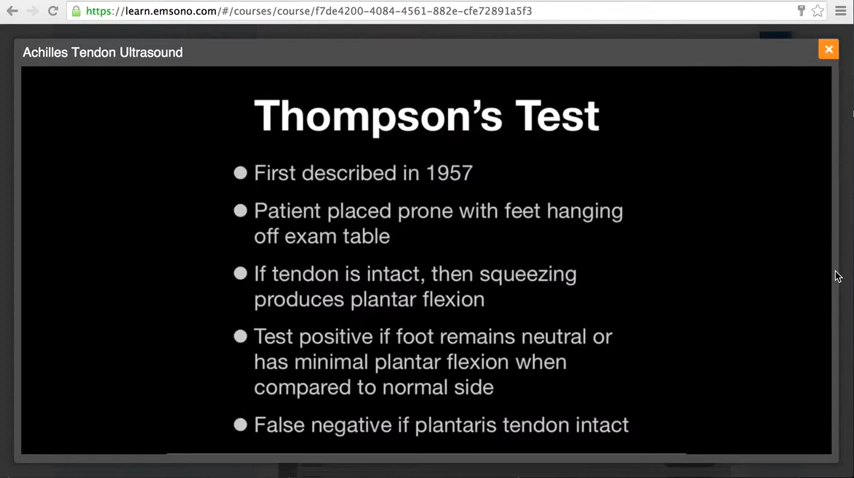 https://learn.emsono.com/#/courses/course/f7de4200-4084-4561-882e-cfe72891a5f3
Achilles Tendon Ultrasound
Thompson's Test
● First described in 1957
● Patient placed prone with feet hanging
off exam table
● If tendon is intact, then squeezing
produces plantar flexion
● Test positive if foot remains neutral or
has minimal plantar flexion when
compared to normal side
● False negative if plantaris tendon intact